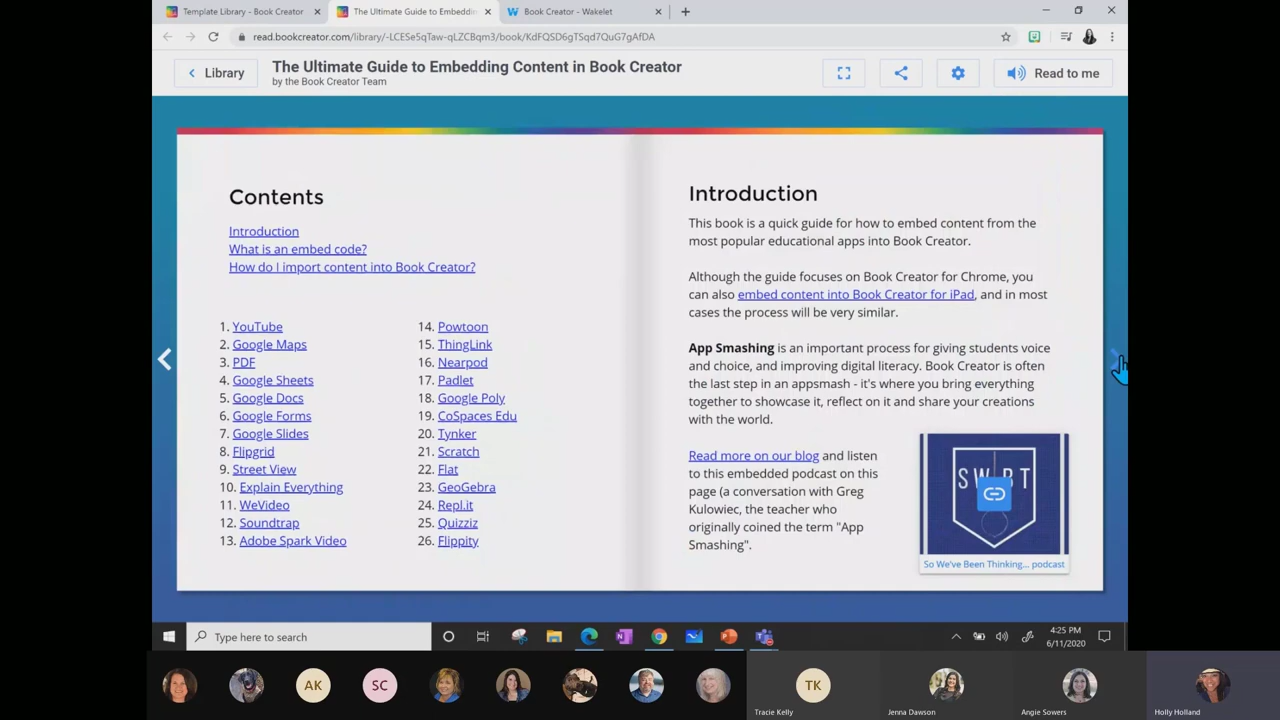 Template Library - Book Creator
The Ultimate Guide to Embeddin
Book Creator - Wakelet
read.bookcreator.com/library/-LCESe5qTaw-qLZCBqm3/book/KdFQSD6gTSqd7QuG7gAfDA
Library
The Ultimate Guide to Embedding Content in Book Creator
by the Book Creator Team
Read to me
Contents
Introduction
What is an embed code?
How do I import content into Book Creator?
1. YouTube
2. Google Maps
3. PDF
4. Google Sheets
5. Google Docs
6. Google Forms
7. Google Slides
8. Flipgrid
9. Street View
10. Explain Everything
11. WeVideo
12. Soundtrap
13. Adobe Spark Video
14. Powtoon
15. ThingLink
16. Nearpod
17. Padlet
18. Google Poly
19. CoSpaces Edu
20. Tynker
21. Scratch
22. Flat
23. GeoGebra
24. Repl.it
25. Quizziz
26. Flippity
Introduction
This book is a quick guide for how to embed content from the
most popular educational apps into Book Creator.
Although the guide focuses on Book Creator for Chrome, you
can also embed content into Book Creator for iPad, and in most
cases the process will be very similar.
App Smashing is an important process for giving students voice
and choice, and improving digital literacy. Book Creator is often
the last step in an appsmash - it's where you bring everything
together to showcase it, reflect on it and share your creations
with the world.
Read more on our blog and listen
to this embedded podcast on this
page (a conversation with Greg
Kulowiec, the teacher who
originally coined the term "App
Smashing".
SWBT
So We've Been Thinking... podcast
Type here to search
4:25 PM
6/11/2020
AK
SC
TK
Tracie Kelly
Jenna Dawson
Angie Sowers
Holly Holland